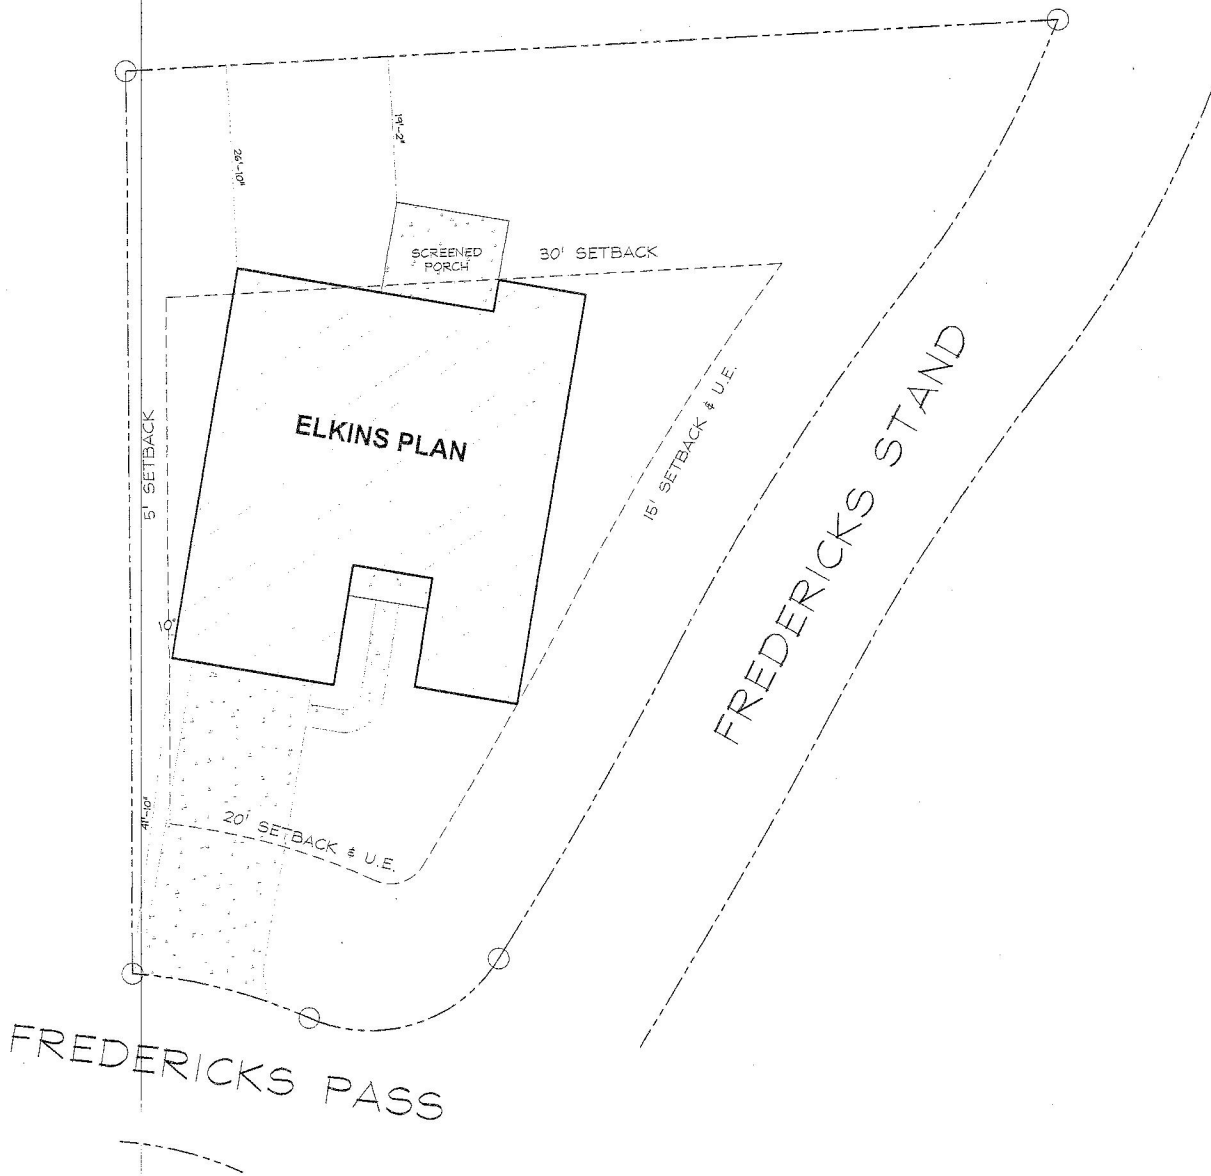 19'-2"
26'-10"
SCREENED
PORCH
30' SETBACK
5' SETBACK
ELKINS PLAN
15' SETBACK & U.E.
FREDERICKS STAND
10"
41'-10"
20' SETBACK & U.E.
FREDERICKS PASS